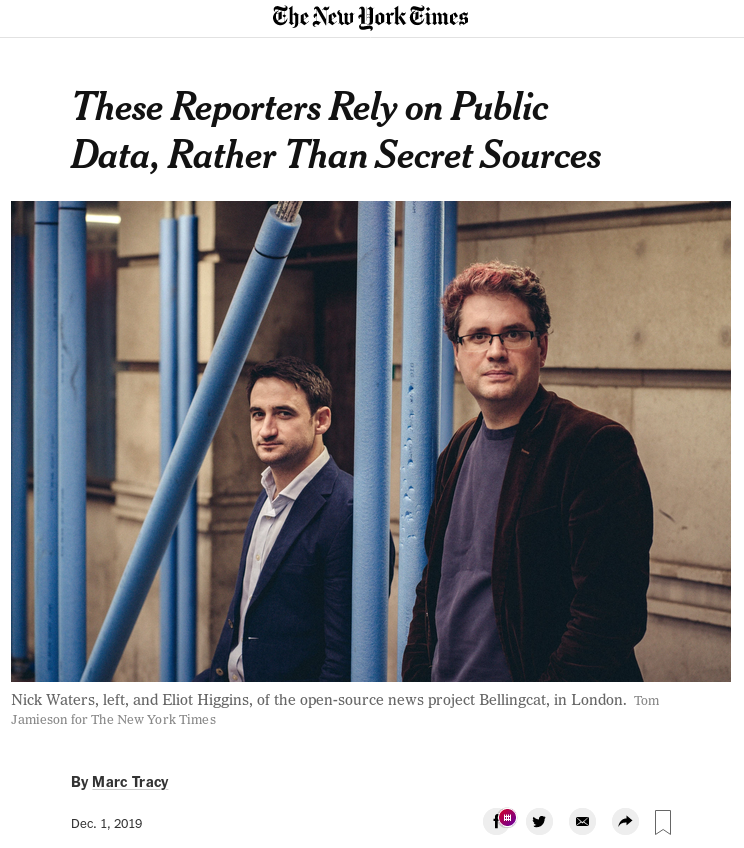 The New York Times
These Reporters Rely on Public
Data, Rather Than Secret Sources
Nick Waters, left, and Eliot Higgins, of the open-source news project Bellingcat, in London. Tom
Jamieson for The New York Times
By Marc Tracy
Dec. 1, 2019